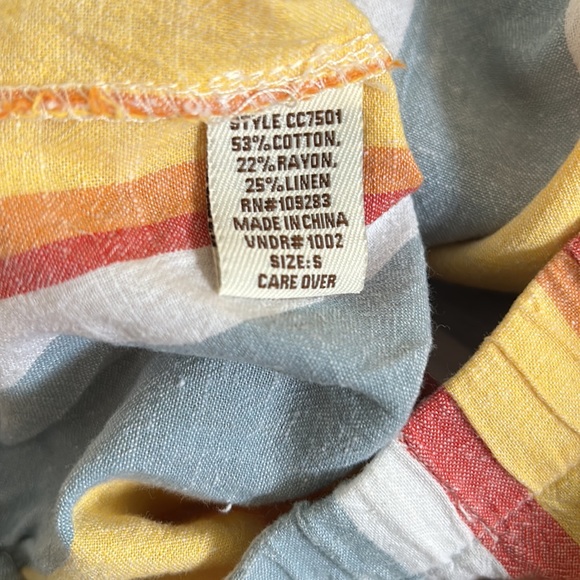 STYLE CC7501
53% COTTON,
22% RAYON,
25% LINEN
RN# 109283
MADE IN CHINA
VNDR# 1002
SIZE: S
CARE OVER